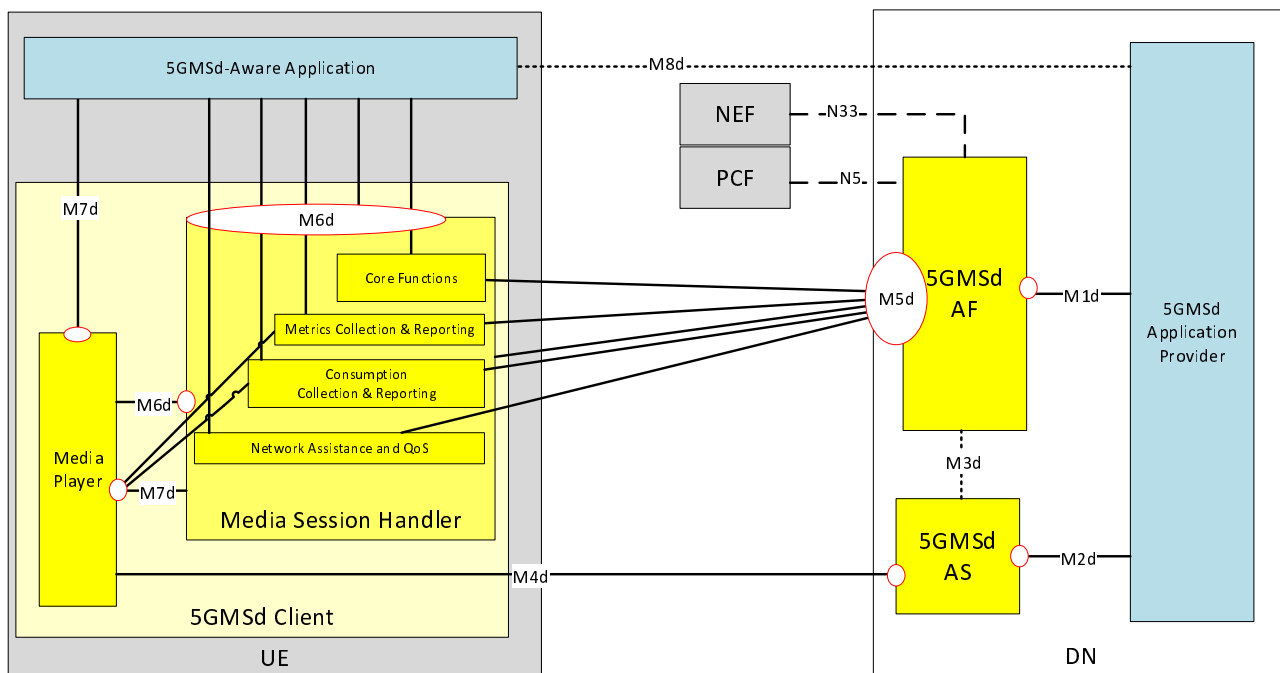 5GMSd-Aware Application
M8d
NEF
N33
PCF
N5
M7d
M6d
Core Functions
5GMSd
AF
M5d
M1d
5GMSd
Application
Provider
Metrics Collection & Reporting
Consumption
Collection & Reporting
M6d
Network Assistance and QoS
Media
Player
M7d
M3d
Media Session Handler
5GMSd
AS
M2d
M4d
5GMSd Client
UE
DN